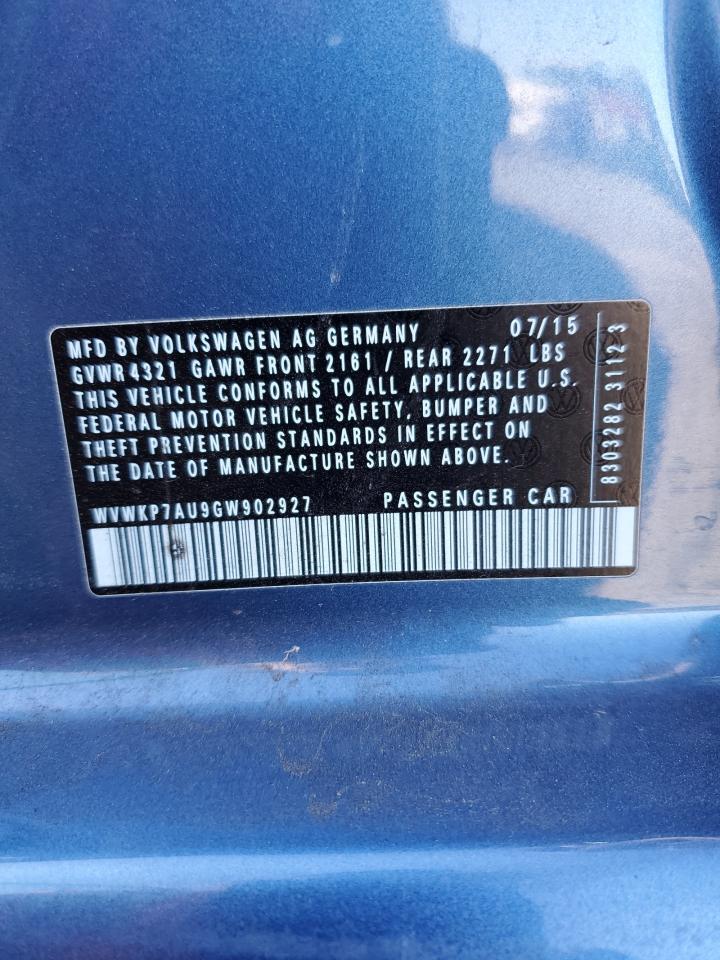 MFD BY VOLKSWAGEN AG GERMANY 07/15
GVWR 4321 GAWR FRONT 2161 / REAR 2271 LBS
THIS VEHICLE CONFORMS TO ALL APPLICABLE U.S.
FEDERAL MOTOR VEHICLE SAFETY, BUMPER AND
THEFT PREVENTION STANDARDS IN EFFECT ON
THE DATE OF MANUFACTURE SHOWN ABOVE.
WVWKP7AU9GW902927 PASSENGER CAR
8303282 31123